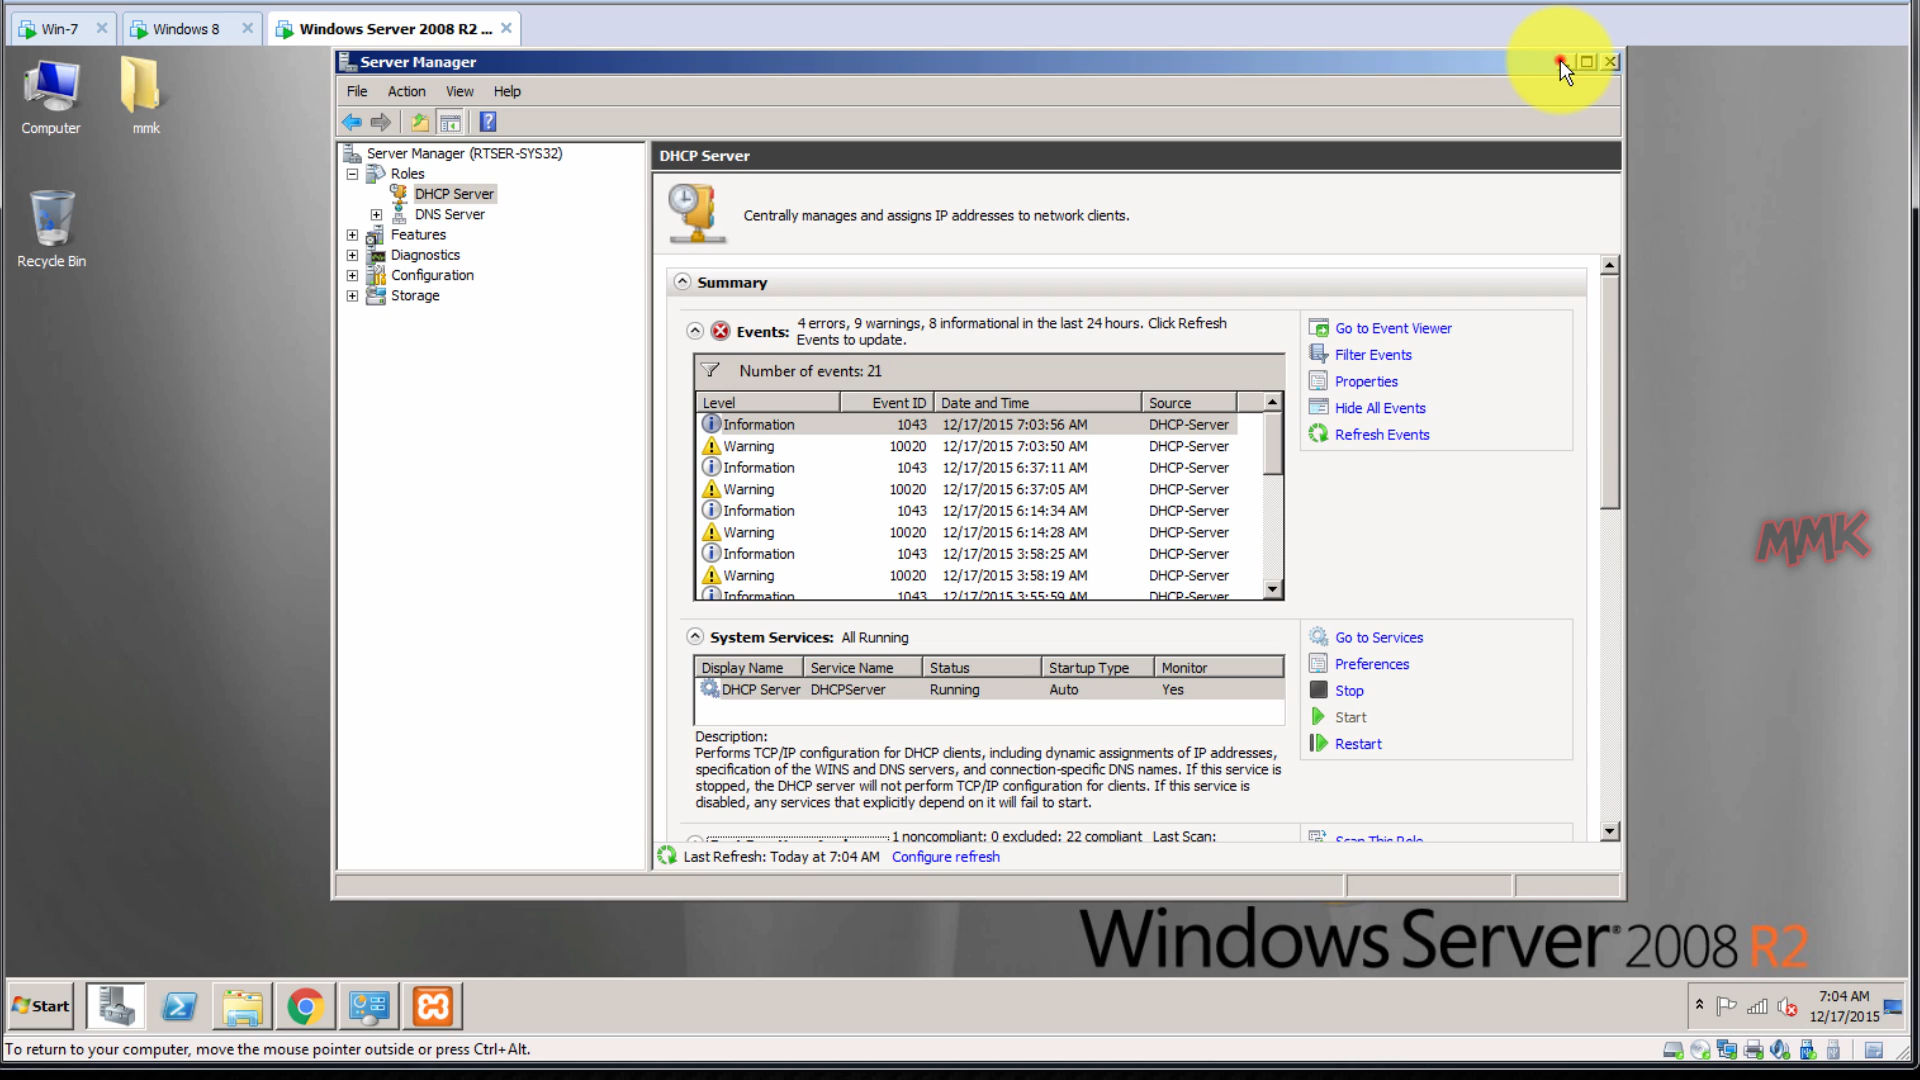 Win-7
Windows 8
Windows Server 2008 R2 ...
Computer
mmk
Recycle Bin
Server Manager
File Action View Help
Server Manager (RTSER-SYS32)
Roles
DHCP Server
DNS Server
Features
Diagnostics
Configuration
Storage
DHCP Server
Centrally manages and assigns IP addresses to network clients.
Summary
Events: 4 errors, 9 warnings, 8 informational in the last 24 hours. Click Refresh
Events to update.
Number of events: 21
Level Event ID Date and Time Source
Information 1043 12/17/2015 7:03:56 AM DHCP-Server
Warning 10020 12/17/2015 7:03:50 AM DHCP-Server
Information 1043 12/17/2015 6:37:11 AM DHCP-Server
Warning 10020 12/17/2015 6:37:05 AM DHCP-Server
Information 1043 12/17/2015 6:14:34 AM DHCP-Server
Warning 10020 12/17/2015 6:14:28 AM DHCP-Server
Information 1043 12/17/2015 3:58:25 AM DHCP-Server
Warning 10020 12/17/2015 3:58:19 AM DHCP-Server
Information 1043 12/17/2015 3:55:59 AM DHCP-Server
Go to Event Viewer
Filter Events
Properties
Hide All Events
Refresh Events
System Services: All Running
Display Name Service Name Status Startup Type Monitor
DHCP Server DHCPServer Running Auto Yes
Description:
Performs TCP/IP configuration for DHCP clients, including dynamic assignments of IP addresses,
specification of the WINS and DNS servers, and connection-specific DNS names. If this service is
stopped, the DHCP server will not perform TCP/IP configuration for clients. If this service is
disabled, any services that explicitly depend on it will fail to start.
Go to Services
Preferences
Stop
Start
Restart
1 noncompliant; 0 excluded; 22 compliant Last Scan:
Scan This Role
Last Refresh: Today at 7:04 AM Configure refresh
MMK
Windows Server 2008 R2
Start
7:04 AM
12/17/2015
To return to your computer, move the mouse pointer outside or press Ctrl+Alt.